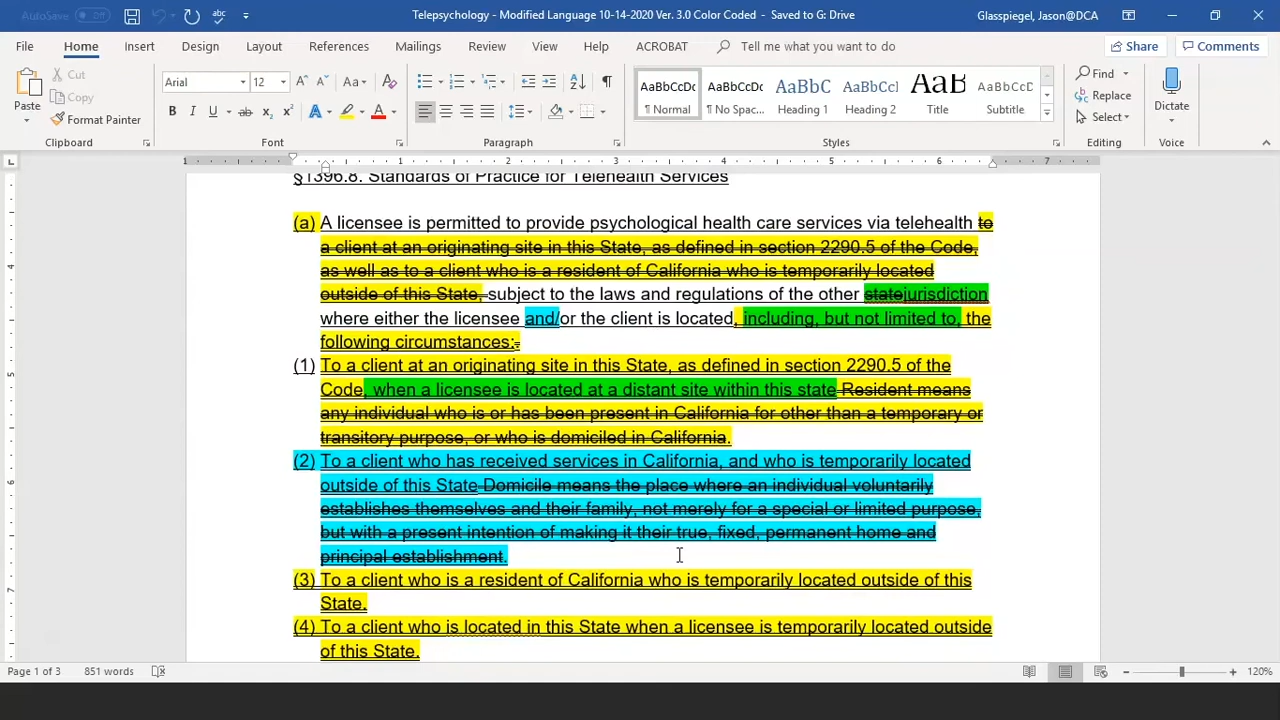 AutoSave Off
Telepsychology - Modified Language 10-14-2020 Ver. 3.0 Color Coded - Saved to G: Drive
Glasspiegel, Jason@DCA
File Home Insert Design Layout References Mailings Review View Help ACROBAT Tell me what you want to do Share Comments
Paste
Cut
Copy
Format Painter
Arial 12
AaBbCcDc
¶ Normal
AaBbCcDc
¶ No Spac...
AaBbC
Heading 1
AaBbCcl
Heading 2
AaB
Title
AaBbCcD
Subtitle
Find
Replace
Select
Dictate
Clipboard Font Paragraph Styles Editing Voice
1 1 2 3 4 5 6 7
§1396.8. Standards of Practice for Telehealth Services
(a) A licensee is permitted to provide psychological health care services via telehealth to
a client at an originating site in this State, as defined in section 2290.5 of the Code,
as well as to a client who is a resident of California who is temporarily located
outside of this State, subject to the laws and regulations of the other statejurisdiction
where either the licensee and/or the client is located, including, but not limited to, the
following circumstances:.
(1) To a client at an originating site in this State, as defined in section 2290.5 of the
Code, when a licensee is located at a distant site within this state Resident means
any individual who is or has been present in California for other than a temporary or
transitory purpose, or who is domiciled in California.
(2) To a client who has received services in California, and who is temporarily located
outside of this State Domicile means the place where an individual voluntarily
establishes themselves and their family, not merely for a special or limited purpose,
but with a present intention of making it their true, fixed, permanent home and
principal establishment.
(3) To a client who is a resident of California who is temporarily located outside of this
State.
(4) To a client who is located in this State when a licensee is temporarily located outside
of this State.
4
5
6
7
Page 1 of 3 851 words 120%